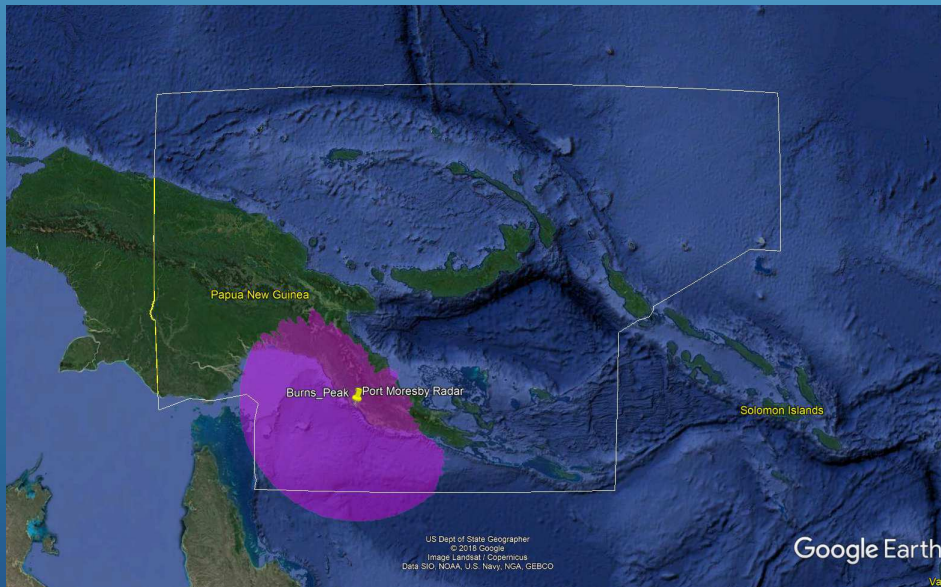 Papua New Guinea
Burns_Peak
Port Moresby Radar
Solomon Islands
US Dept of State Geographer
© 2018 Google
Image Landsat / Copernicus
Data SIO, NOAA, U.S. Navy, NGA, GEBCO
Google Earth